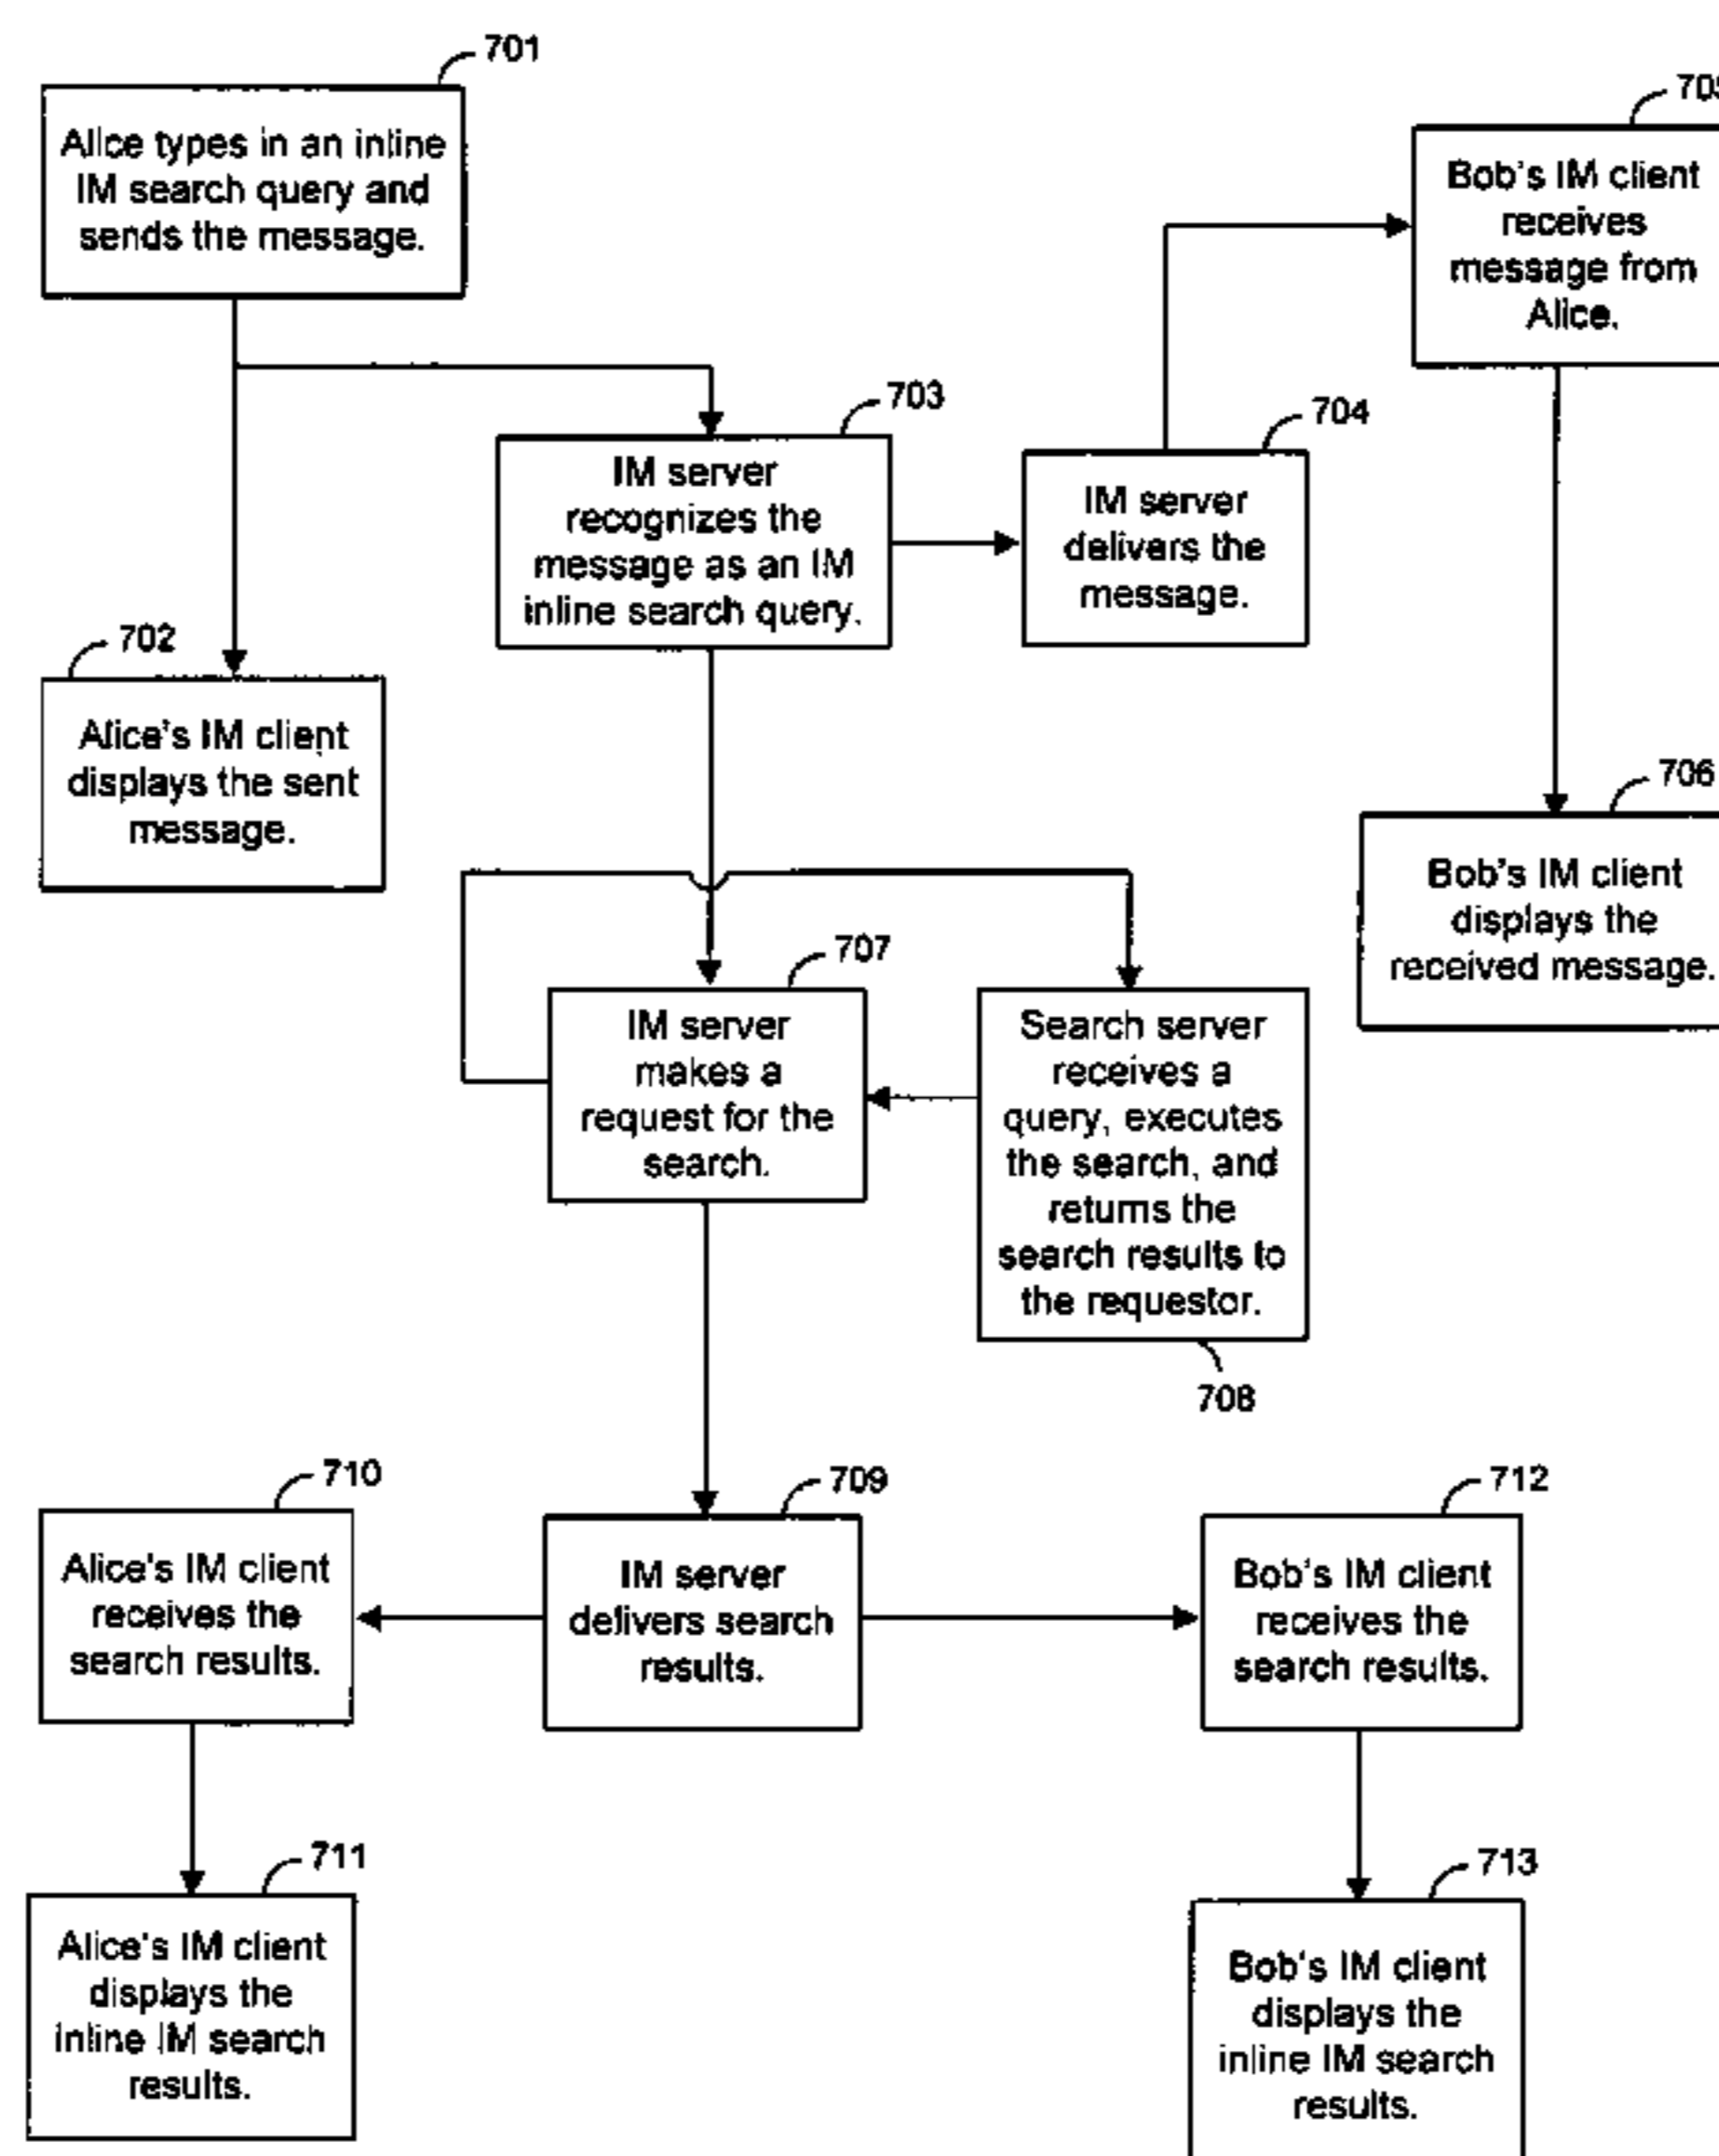 701
Alice types in an inline
IM search query and
sends the message.
Bob's IM client
receives
message from
Alice.
703
IM server
recognizes the
message as an IM
inline search query.
704
IM server
delivers the
message.
702
Alice's IM client
displays the sent
message.
706
Bob's IM client
displays the
received message.
707
IM server
makes a
request for the
search.
Search server
receives a
query, executes
the search, and
returns the
search results to
the requestor.
708
710
Alice's IM client
receives the
search results.
709
IM server
delivers search
results.
712
Bob's IM client
receives the
search results.
711
Alice's IM client
displays the
inline IM search
results.
713
Bob's IM client
displays the
inline IM search
results.